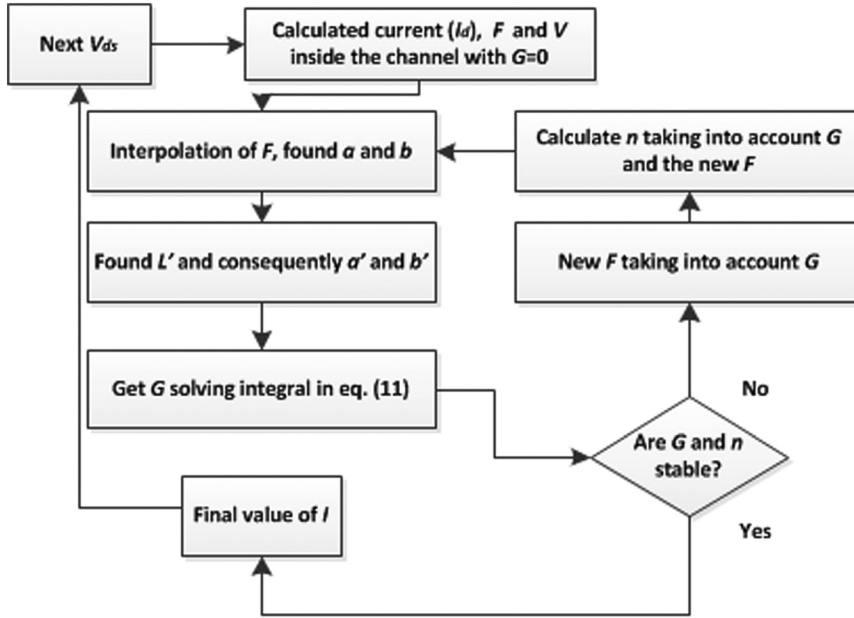 Next Vds
Calculated current (Id), F and V
inside the channel with G=0
Interpolation of F, found a and b
Calculate n taking into account G
and the new F
Found L' and consequently a' and b'
New F taking into account G
Get G solving integral in eq. (11)
No
Are G and n
stable?
Final value of I
Yes